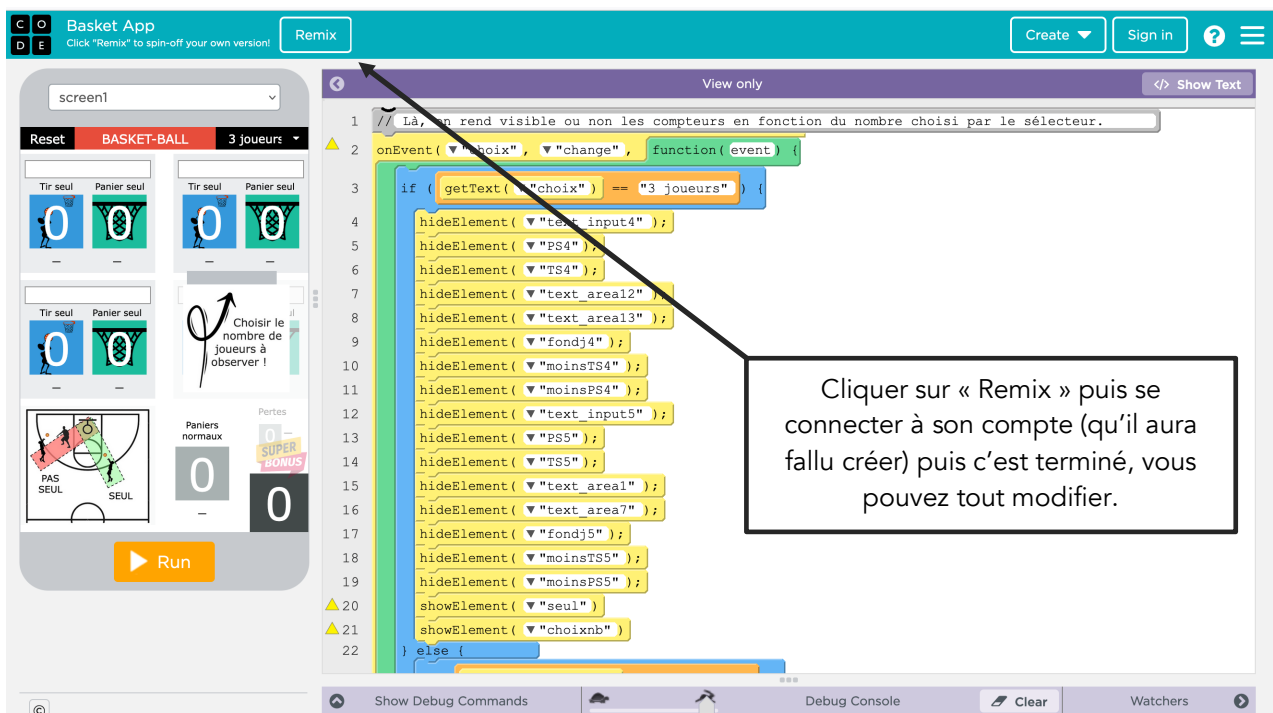 C O
D E
Basket App
Click "Remix" to spin-off your own version!
Remix
Create
Sign in
?
screen1
View only
</> Show Text
Reset
BASKET-BALL
3 joueurs
Tir seul
Panier seul
Tir seul
Panier seul
0
0
0
0
–
–
–
–
Tir seul
Panier seul
0
0
–
–
Choisir le
nombre de
joueurs à
observer !
PAS
SEUL
SEUL
Paniers
normaux
0
–
Pertes
0
–
SUPER
BONUS
0
Run
©
1 // Là, on rend visible ou non les compteurs en fonction du nombre choisi par le sélecteur.
2 onEvent( ▼"choix", ▼"change", function( event) {
3 if ( getText( ▼"choix") == "3 joueurs" ) {
4 hideElement( ▼"text_input4" );
5 hideElement( ▼"PS4" );
6 hideElement( ▼"TS4" );
7 hideElement( ▼"text_area12" );
8 hideElement( ▼"text_area13" );
9 hideElement( ▼"fondj4" );
10 hideElement( ▼"moinsTS4" );
11 hideElement( ▼"moinsPS4" );
12 hideElement( ▼"text_input5" );
13 hideElement( ▼"PS5" );
14 hideElement( ▼"TS5" );
15 hideElement( ▼"text_area1" );
16 hideElement( ▼"text_area7" );
17 hideElement( ▼"fondj5" );
18 hideElement( ▼"moinsTS5" );
19 hideElement( ▼"moinsPS5" );
20 showElement( ▼"seul" )
21 showElement( ▼"choixnb" )
22 } else {
Cliquer sur « Remix » puis se
connecter à son compte (qu'il aura
fallu créer) puis c'est terminé, vous
pouvez tout modifier.
Show Debug Commands
Debug Console
Clear
Watchers